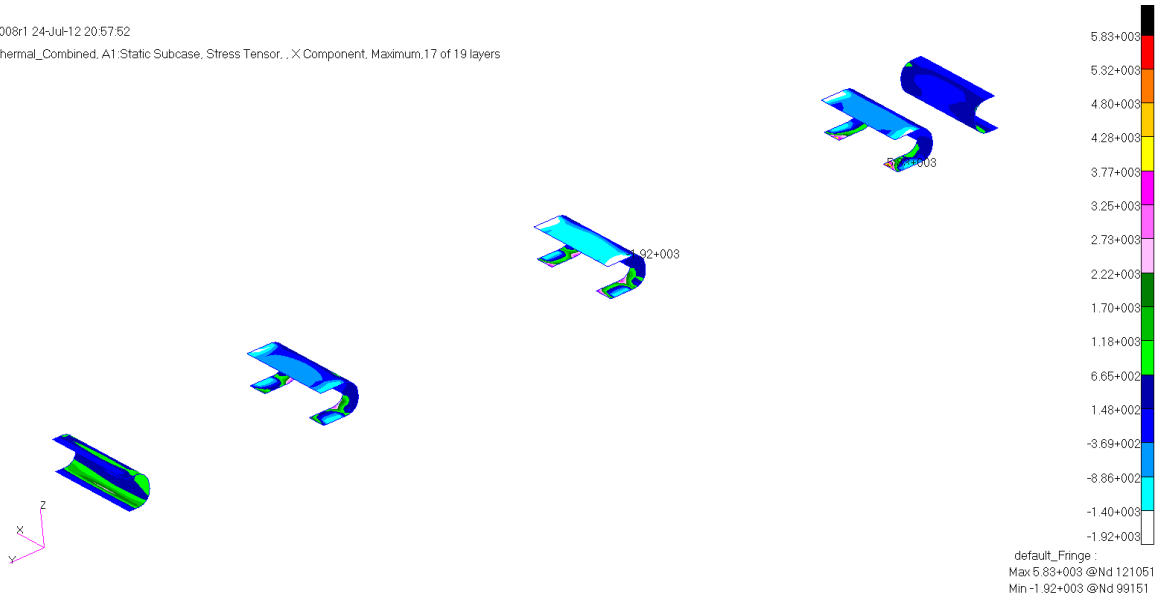 008r1 24-Jul-12 20:57:52
hermal_Combined, A1:Static Subcase, Stress Tensor, , X Component, Maximum,17 of 19 layers
5.83+003
5.32+003
4.80+003
4.28+003
3.77+003
3.25+003
2.73+003
2.22+003
1.70+003
1.18+003
6.65+002
1.48+002
-3.69+002
-8.86+002
-1.40+003
-1.92+003
5.83+003
1.92+003
Z
X
Y
default_Fringe :
Max 5.83+003 @Nd 121051
Min -1.92+003 @Nd 99151